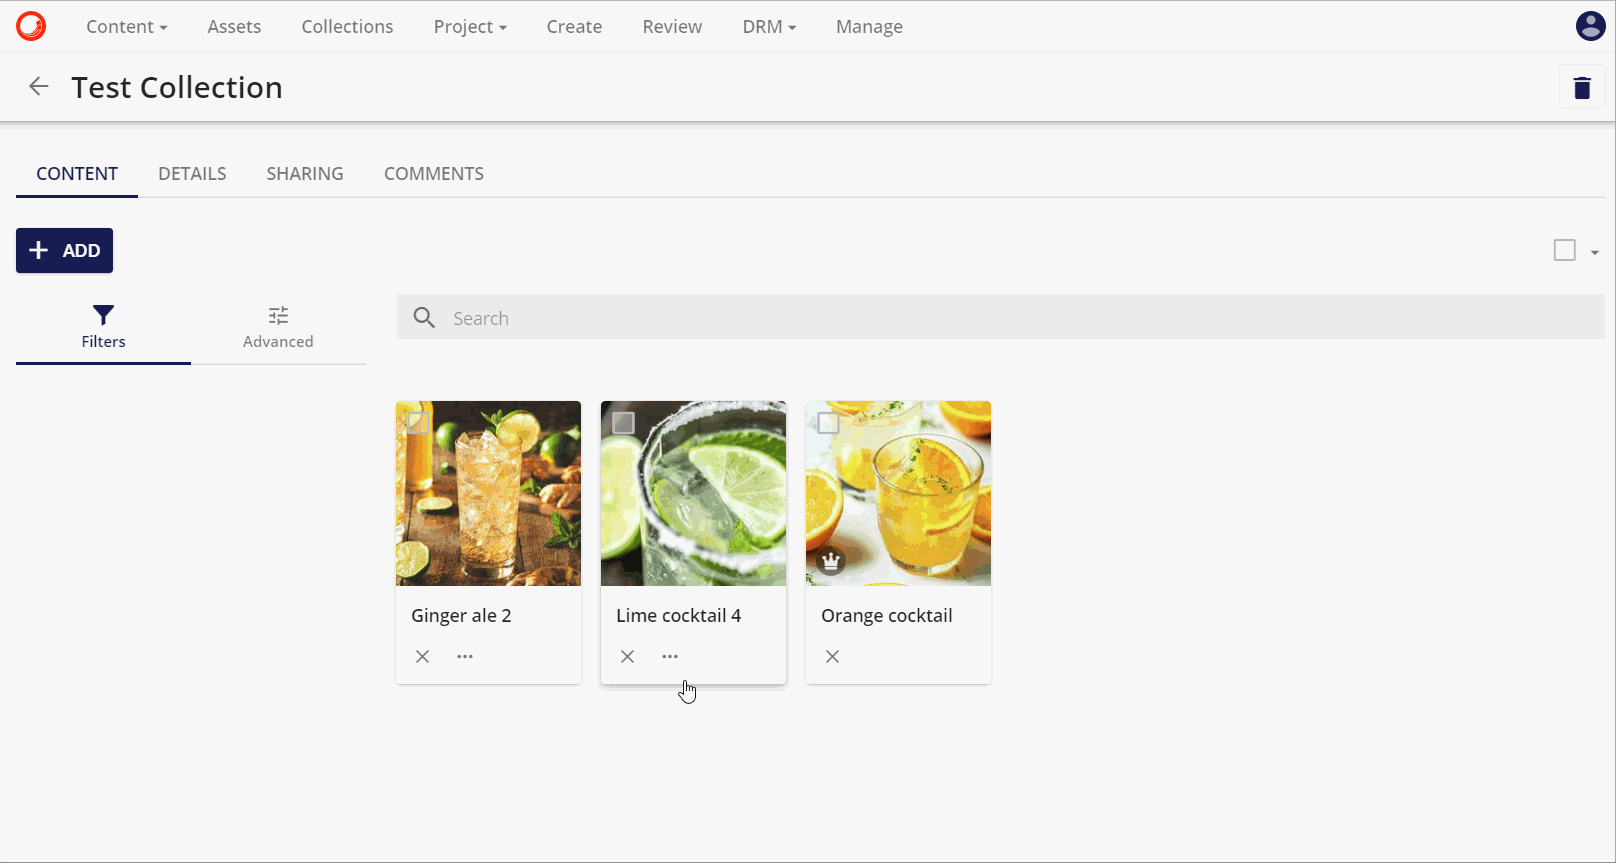 Content Assets Collections Project Create Review DRM Manage
Test Collection
CONTENT DETAILS SHARING COMMENTS
ADD
Filters Advanced
Search
Ginger ale 2
Lime cocktail 4
Orange cocktail